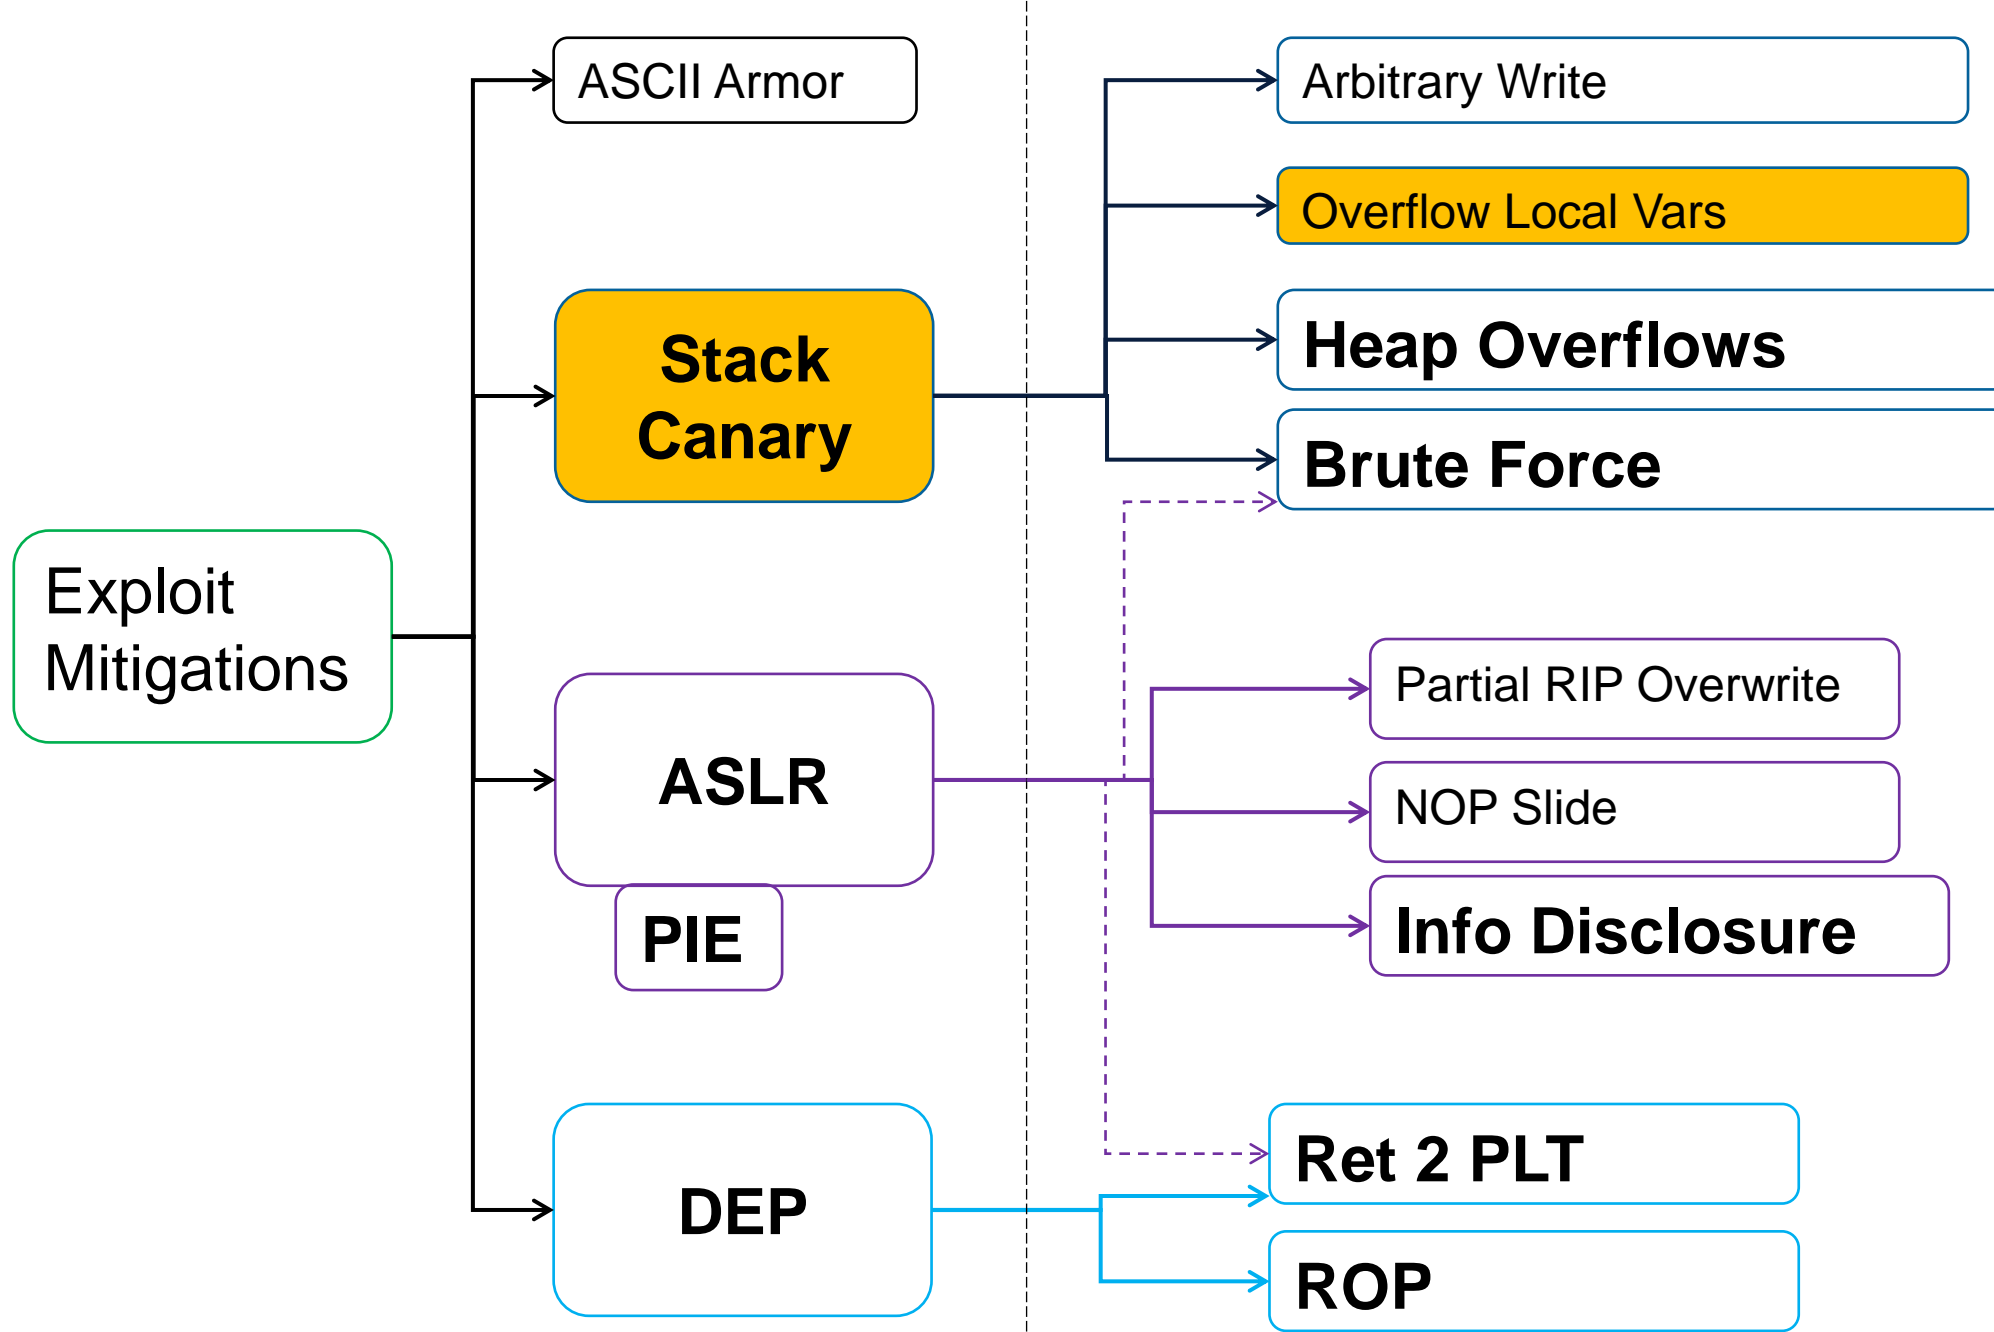 ASCII Armor
Arbitrary Write
Overflow Local Vars
Stack
Canary
Heap Overflows
Brute Force
Exploit
Mitigations
Partial RIP Overwrite
ASLR
NOP Slide
PIE
Info Disclosure
Ret 2 PLT
DEP
ROP